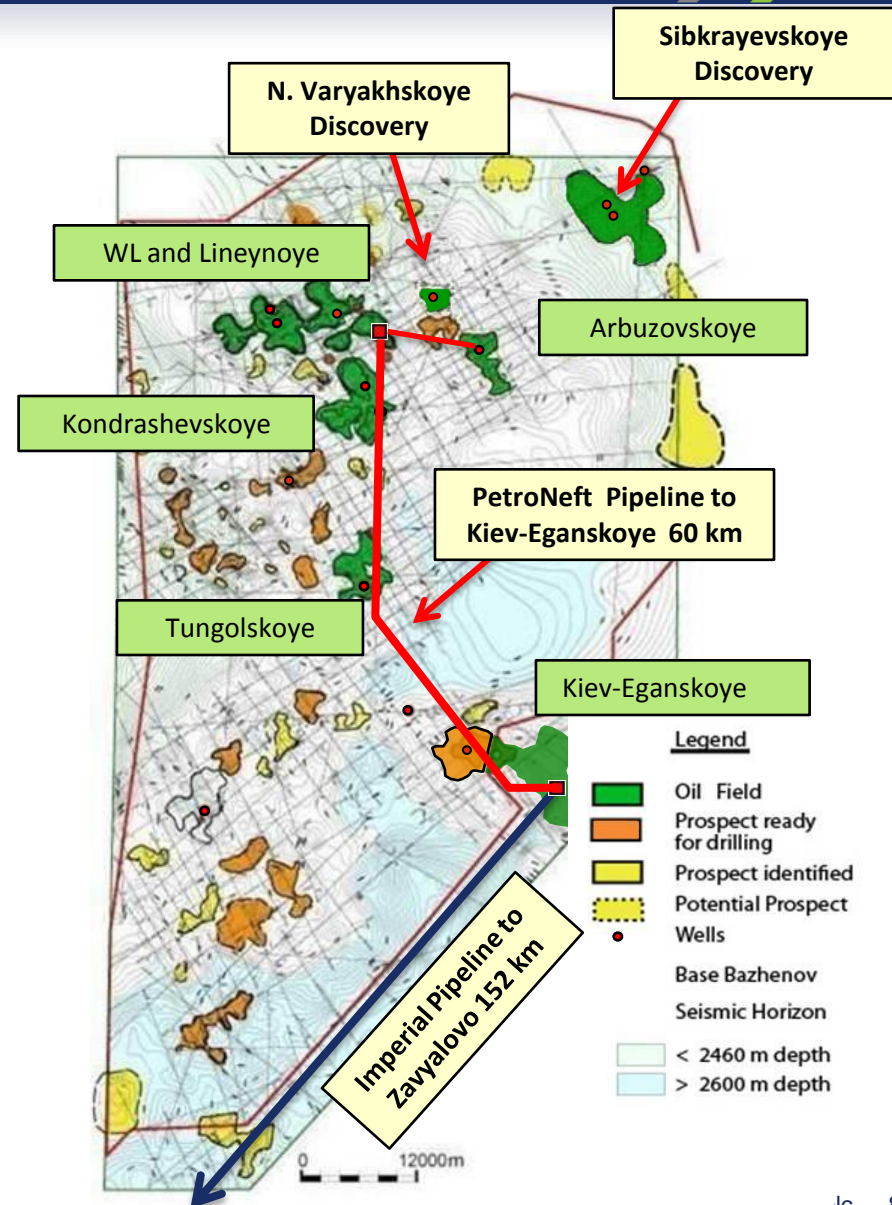 Sibkrayevskoye
Discovery
N. Varyakhskoye
Discovery
WL and Lineynoye
Arbuzovskoye
Kondrashevskoye
PetroNeft Pipeline to
Kiev-Eganskoye 60 km
Tungolskoye
Kiev-Eganskoye
Legend
Oil Field
Prospect ready
for drilling
Prospect identified
Potential Prospect
Wells
Base Bazhenov
Seismic Horizon
< 2460 m depth
> 2600 m depth
Imperial Pipeline to
Zavyalovo 152 km
0 12000m